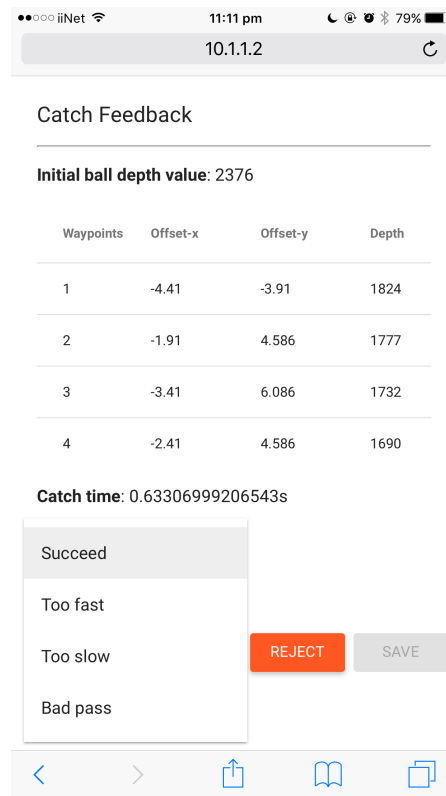 iiNet 11:11 pm 79%
10.1.1.2
Catch Feedback
Initial ball depth value: 2376
Waypoints Offset-x Offset-y Depth
1 -4.41 -3.91 1824
2 -1.91 4.586 1777
3 -3.41 6.086 1732
4 -2.41 4.586 1690
Catch time: 0.63306999206543s
Succeed
Too fast
Too slow
REJECT SAVE
Bad pass